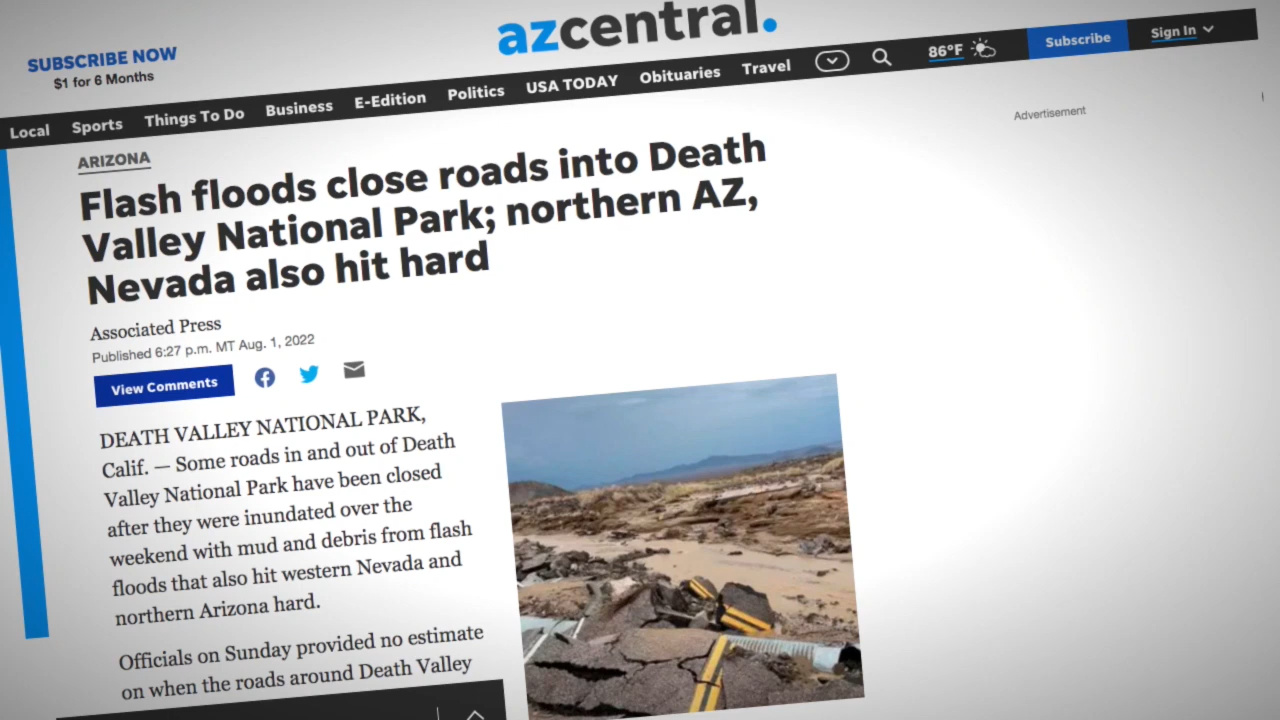 azcentral.
SUBSCRIBE NOW
$1 for 6 Months
Local Sports Things To Do Business E-Edition Politics USA TODAY Obituaries Travel 86°F Subscribe Sign In
Advertisement
ARIZONA
Flash floods close roads into Death
Valley National Park; northern AZ,
Nevada also hit hard
Associated Press
Published 6:27 p.m. MT Aug. 1, 2022
View Comments
DEATH VALLEY NATIONAL PARK,
Calif. — Some roads in and out of Death
Valley National Park have been closed
after they were inundated over the
weekend with mud and debris from flash
floods that also hit western Nevada and
northern Arizona hard.
Officials on Sunday provided no estimate
on when the roads around Death Valley